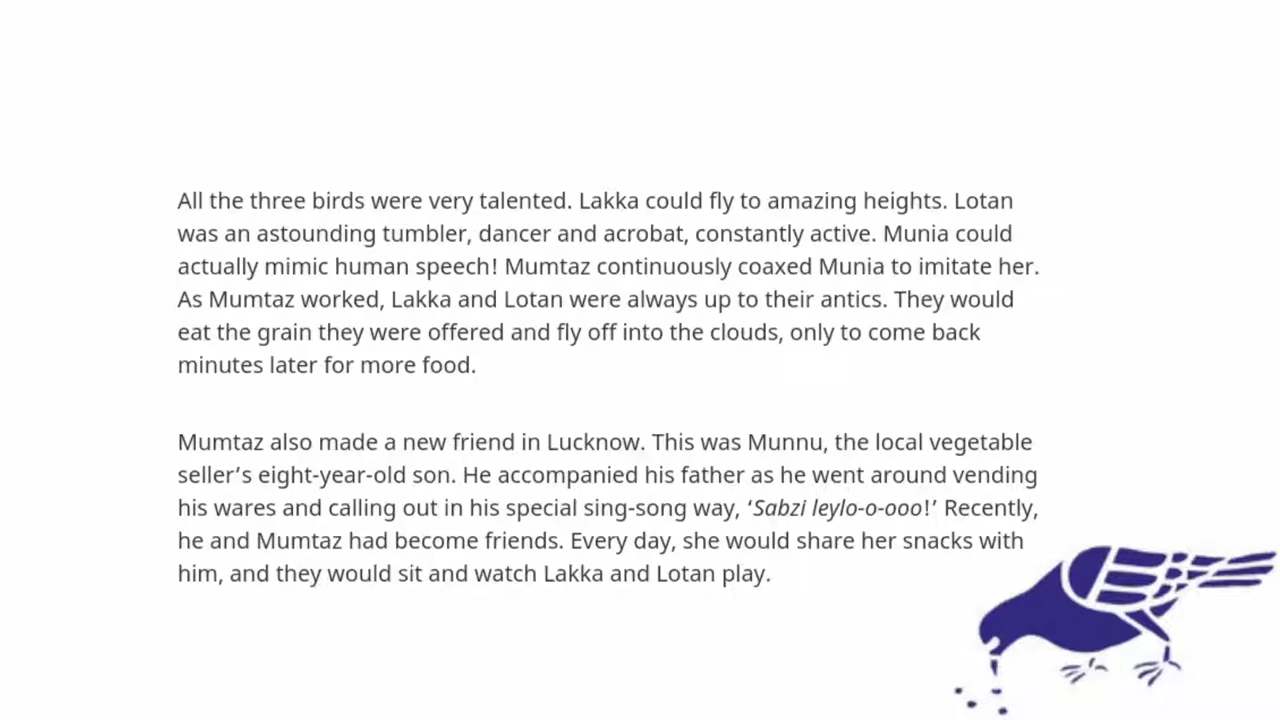 All the three birds were very talented. Lakka could fly to amazing heights. Lotan
was an astounding tumbler, dancer and acrobat, constantly active. Munia could
actually mimic human speech! Mumtaz continuously coaxed Munia to imitate her.
As Mumtaz worked, Lakka and Lotan were always up to their antics. They would
eat the grain they were offered and fly off into the clouds, only to come back
minutes later for more food.
Mumtaz also made a new friend in Lucknow. This was Munnu, the local vegetable
seller’s eight-year-old son. He accompanied his father as he went around vending
his wares and calling out in his special sing-song way, ‘Sabzi leylo-o-ooo!’ Recently,
he and Mumtaz had become friends. Every day, she would share her snacks with
him, and they would sit and watch Lakka and Lotan play.